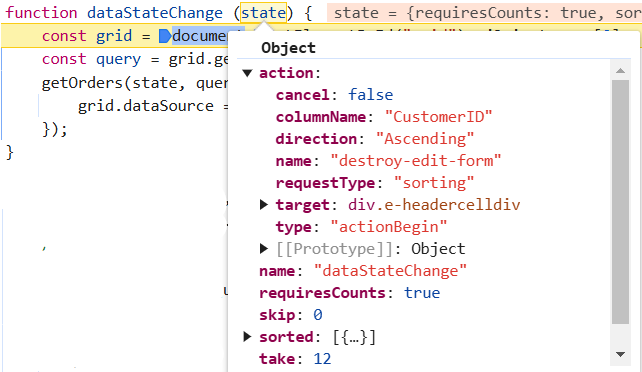 function dataStateChange (state) { state = {requiresCounts: true, sor
const grid = document
const query = grid.ge
getOrders(state, que
grid.dataSource =
});
}
Object
action:
cancel: false
columnName: "CustomerID"
direction: "Ascending"
name: "destroy-edit-form"
requestType: "sorting"
target: div.e-headercelldiv
type: "actionBegin"
[[Prototype]]: Object
name: "dataStateChange"
requiresCounts: true
skip: 0
sorted: [{…}]
take: 12